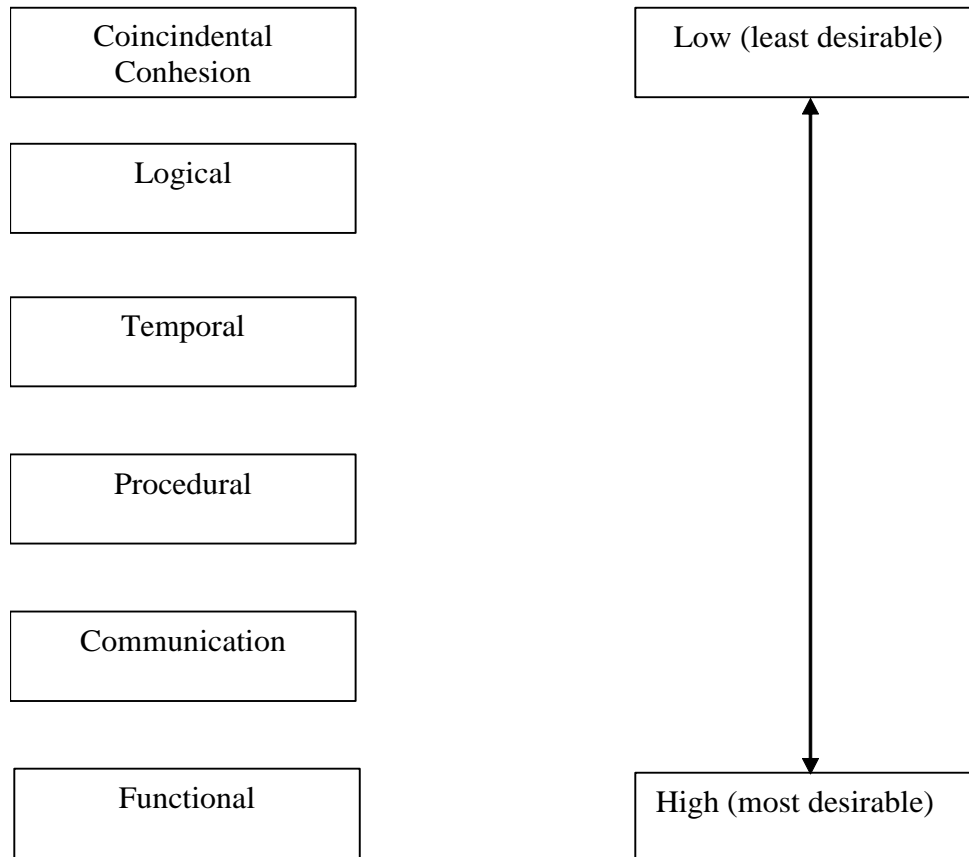 Coincindental
Conhesion
Low (least desirable)
Logical
Temporal
Procedural
Communication
Functional
High (most desirable)